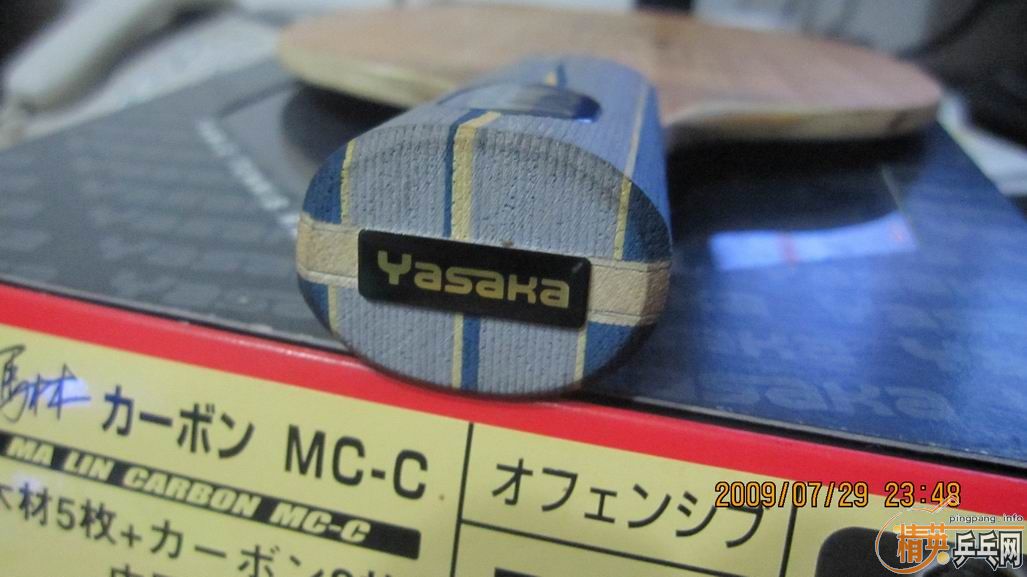 Yasaka
馬林 カーボン MC-C
MA LIN CARBON MC-C
木材5枚+カーボン
オフェンシブ
2009/07/29 23:48
pingpang.info
精英乒乓网